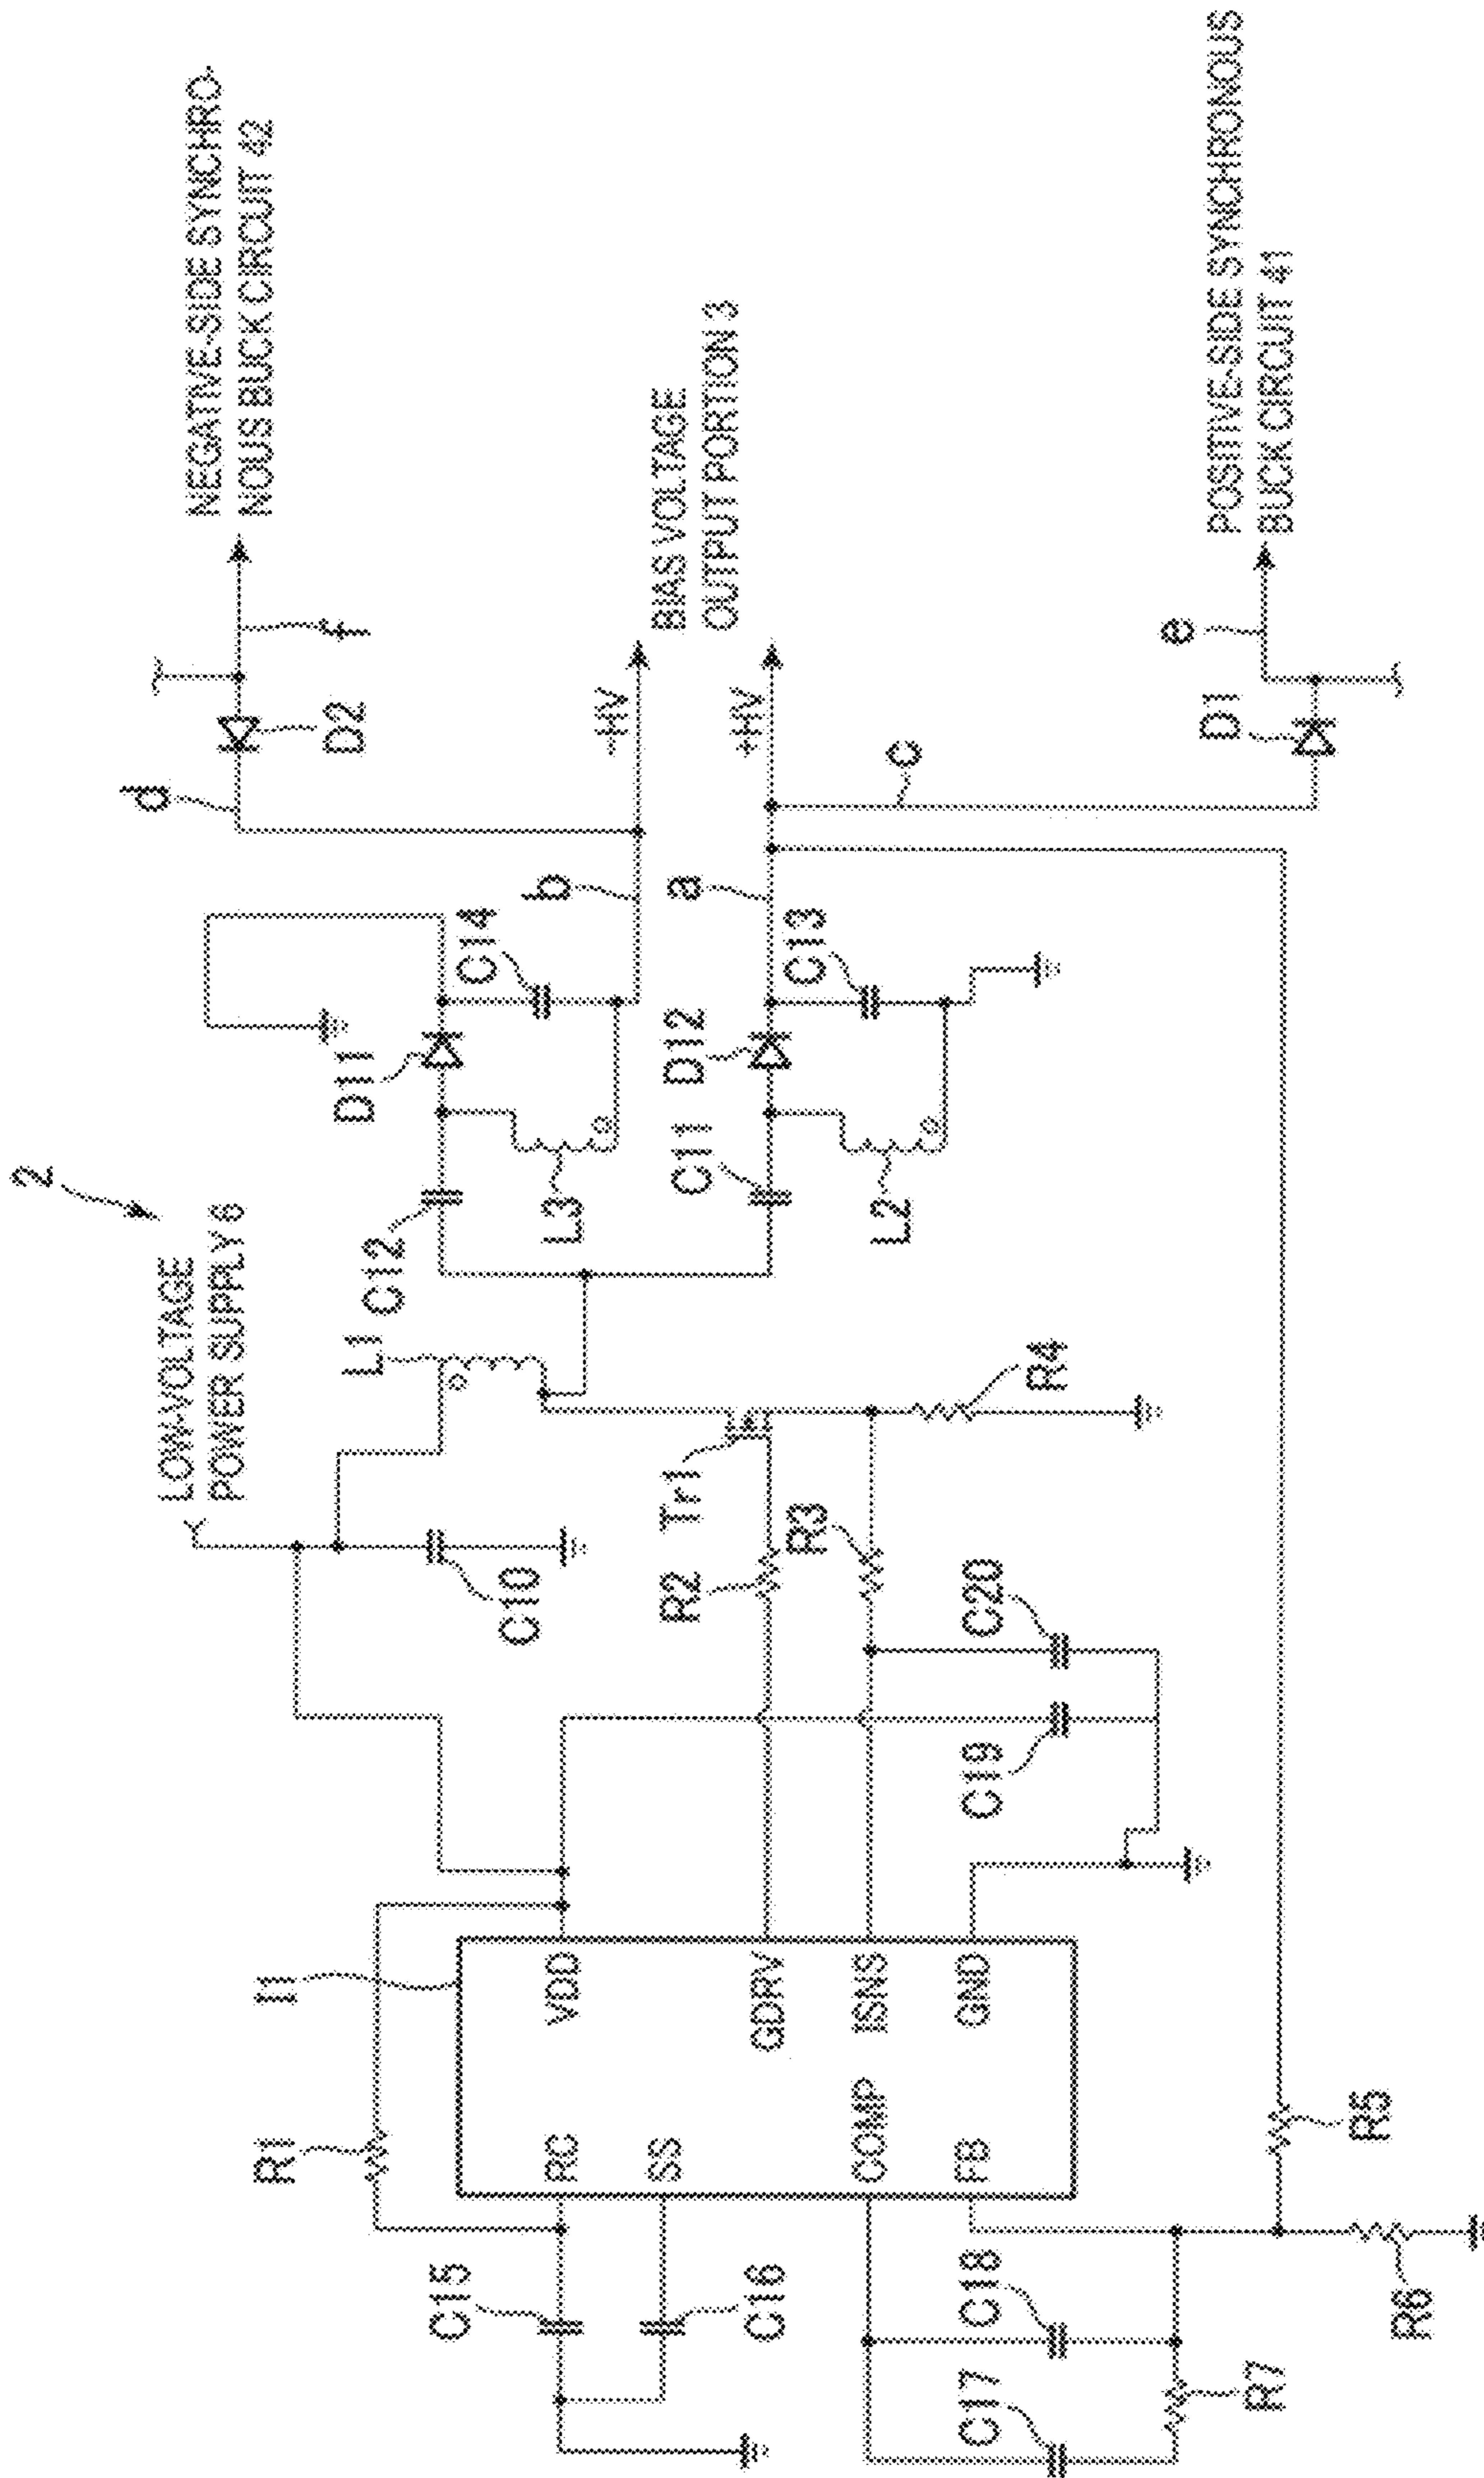 2
LOW-VOLTAGE
POWER SUPPLY 6
NEGATIVE-SIDE SYNCHRO-
NOUS BUCK CIRCUIT 42
BIAS VOLTAGE
OUTPUT PORTION 3
POSITIVE-SIDE SYNCHRONOUS
BUCK CIRCUIT 41
-HV
+HV
a
b
c
d
e
f
D1
D2
D11
D12
C10
C11
C12
C13
C14
C15
C16
C17
C18
C19
C20
L1
L2
L3
Tr1
R1
R2
R3
R4
R5
R6
R7
I1
RC
SS
COMP
FB
VDD
GDRV
ISNS
GND